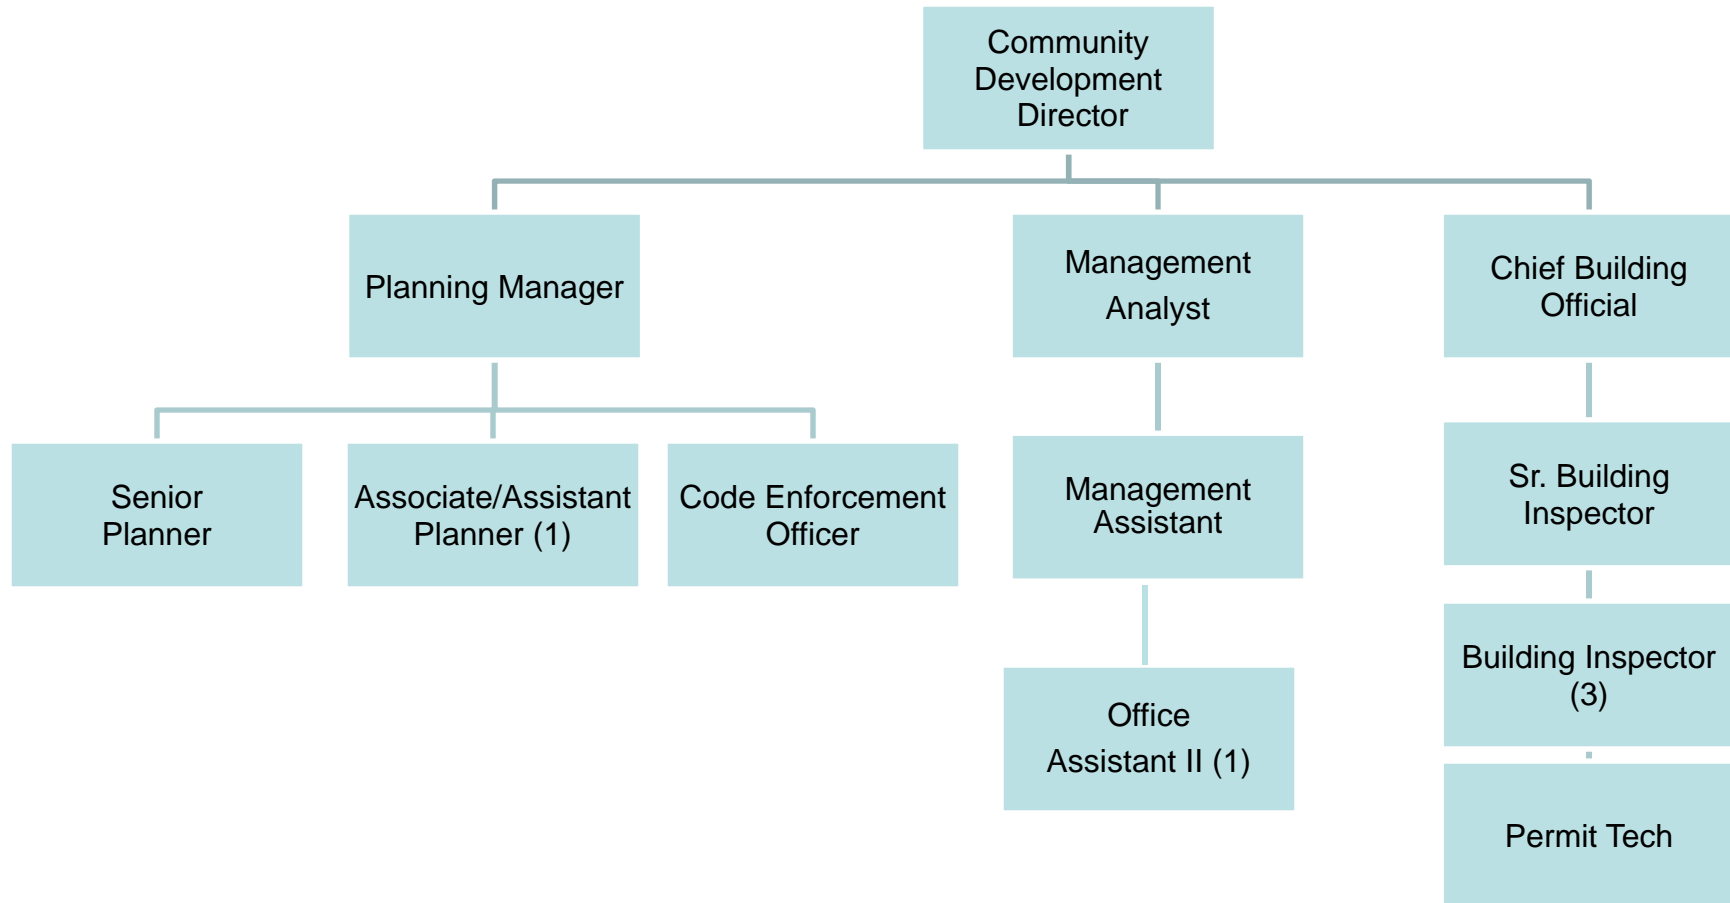 Community
Development
Director
Planning Manager
Management
Analyst
Chief Building
Official
Senior
Planner
Associate/Assistant
Planner (1)
Code Enforcement
Officer
Management
Assistant
Sr. Building
Inspector
Office
Assistant II (1)
Building Inspector
(3)
Permit Tech